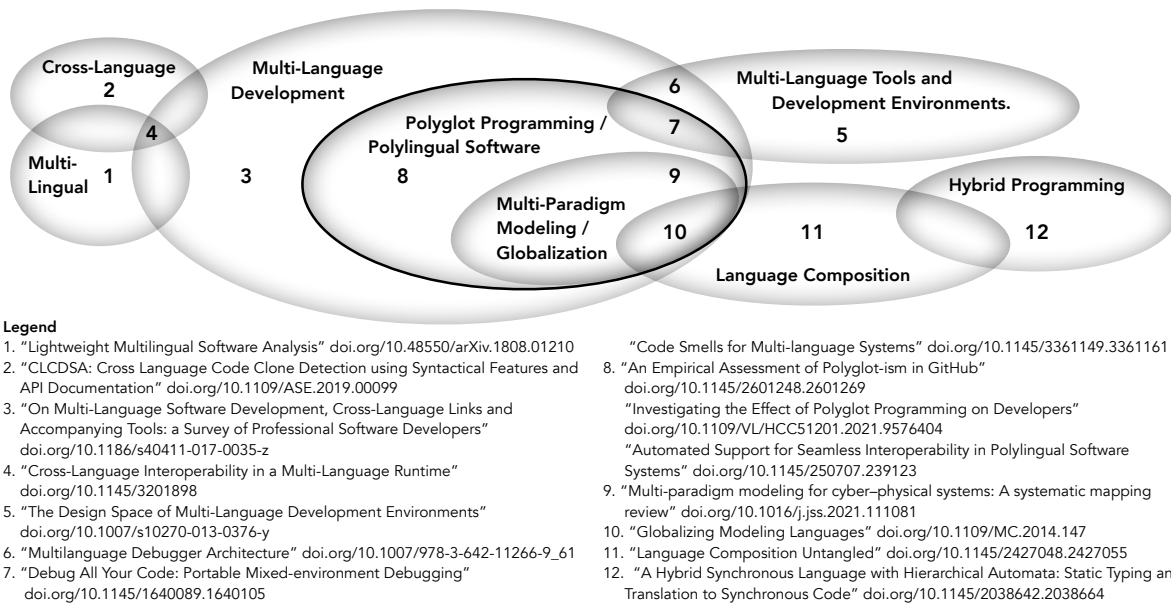 Cross-Language
2
Multi-Language
Development
6
Multi-Language Tools and
Development Environments.
4
7
5
Polyglot Programming /
Polylingual Software
Multi-
Lingual
1
3
8
9
Hybrid Programming
Multi-Paradigm
Modeling /
Globalization
10
11
12
Language Composition
Legend
1. "Lightweight Multilingual Software Analysis" doi.org/10.48550/arXiv.1808.01210
2. "CLCDSA: Cross Language Code Clone Detection using Syntactical Features and
API Documentation" doi.org/10.1109/ASE.2019.00099
3. "On Multi-Language Software Development, Cross-Language Links and
Accompanying Tools: a Survey of Professional Software Developers"
doi.org/10.1186/s40411-017-0035-z
4. "Cross-Language Interoperability in a Multi-Language Runtime"
doi.org/10.1145/3201898
5. "The Design Space of Multi-Language Development Environments"
doi.org/10.1007/s10270-013-0376-y
6. "Multilanguage Debugger Architecture" doi.org/10.1007/978-3-642-11266-9_61
7. "Debug All Your Code: Portable Mixed-environment Debugging"
doi.org/10.1145/1640089.1640105
"Code Smells for Multi-language Systems" doi.org/10.1145/3361149.3361161
8. "An Empirical Assessment of Polyglot-ism in GitHub"
doi.org/10.1145/2601248.2601269
"Investigating the Effect of Polyglot Programming on Developers"
doi.org/10.1109/VL/HCC51201.2021.9576404
"Automated Support for Seamless Interoperability in Polylingual Software
Systems" doi.org/10.1145/250707.239123
9. "Multi-paradigm modeling for cyber–physical systems: A systematic mapping
review" doi.org/10.1016/j.jss.2021.111081
10. "Globalizing Modeling Languages" doi.org/10.1109/MC.2014.147
11. "Language Composition Untangled" doi.org/10.1145/2427048.2427055
12. "A Hybrid Synchronous Language with Hierarchical Automata: Static Typing
Translation to Synchronous Code" doi.org/10.1145/2038642.2038664